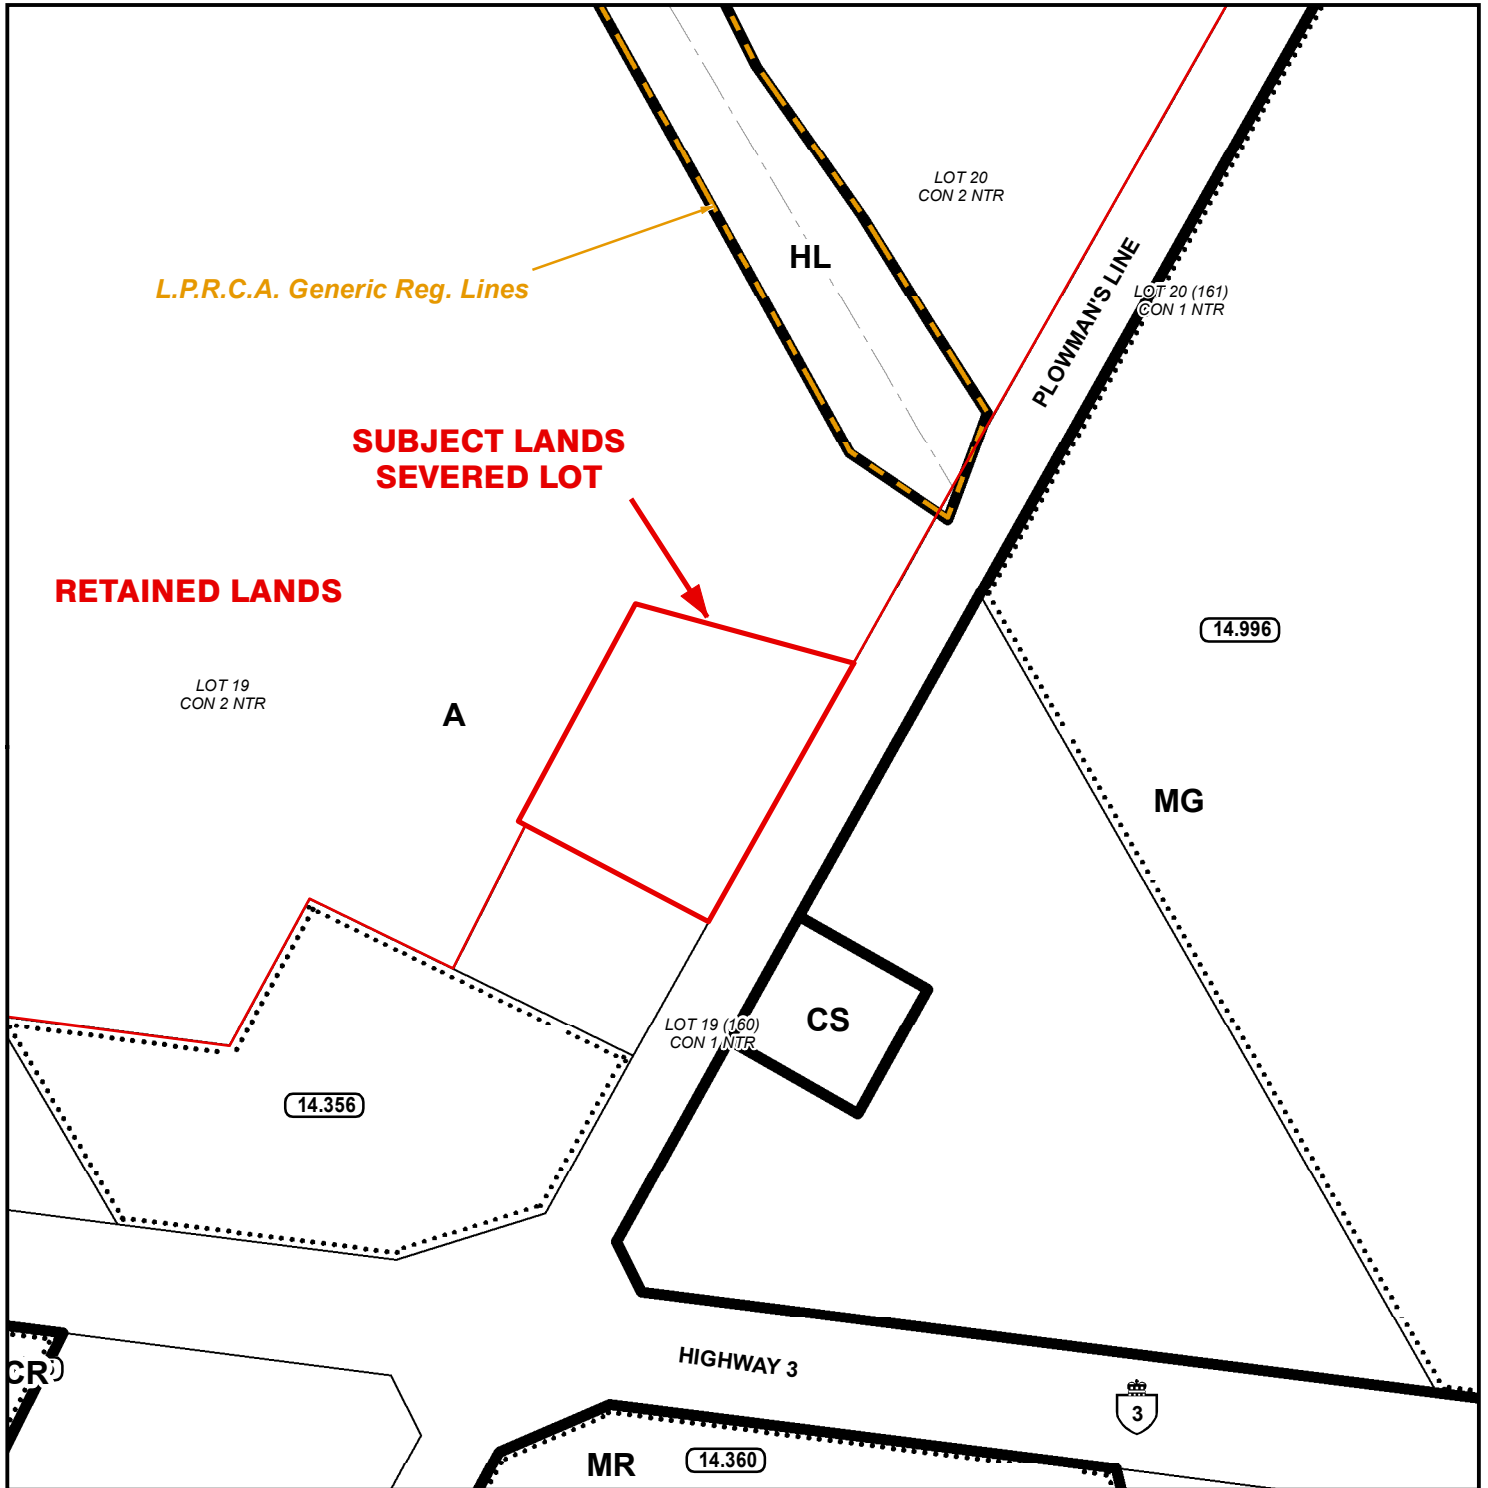 LOT 20
CON 2 NTR
HL
PLOWMAN'S LINE
L.P.R.C.A. Generic Reg. Lines
LOT 20 (161)
CON 1 NTR
SUBJECT LANDS
SEVERED LOT
RETAINED LANDS
14.996
LOT 19
CON 2 NTR
A
MG
CS
LOT 19 (160)
CON 1 NTR
14.356
HIGHWAY 3
CR
3
MR
14.360